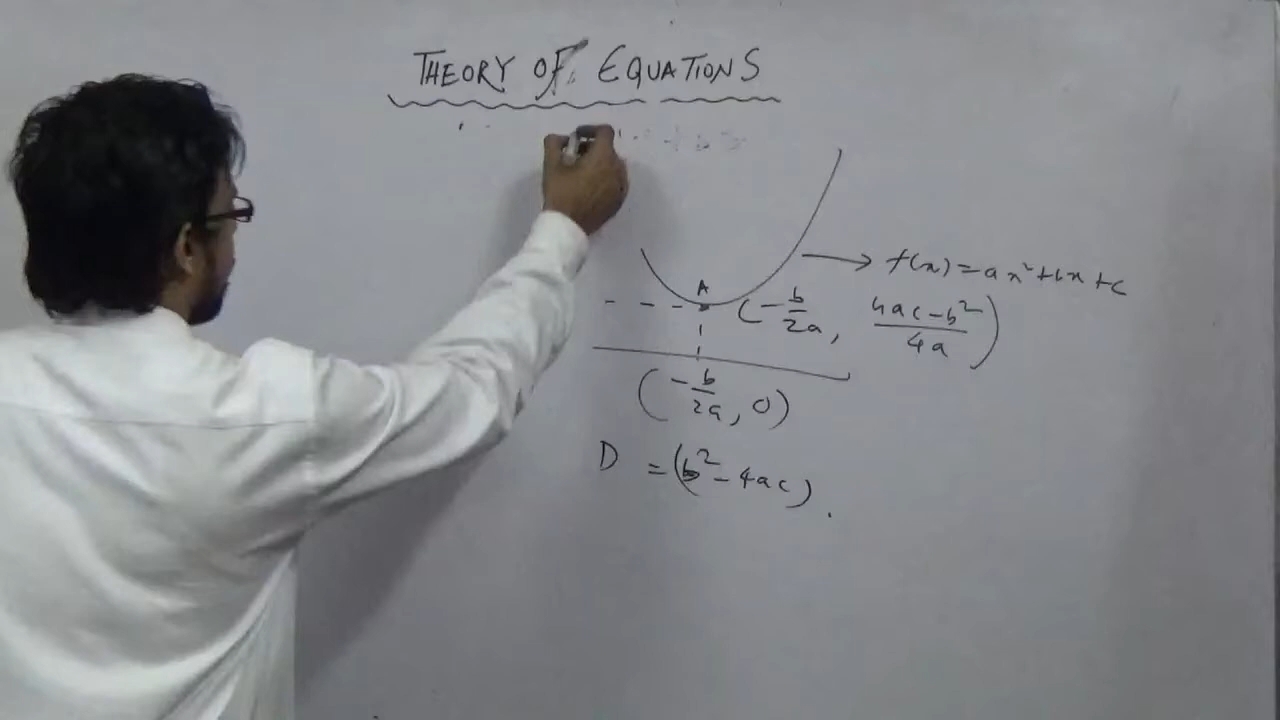 THEORY OF EQUATIONS
f(x) = ax²+bx+c
A
(-b/2a, 4ac-b²/4a)
(-b/2a, 0)
D = (b²-4ac).